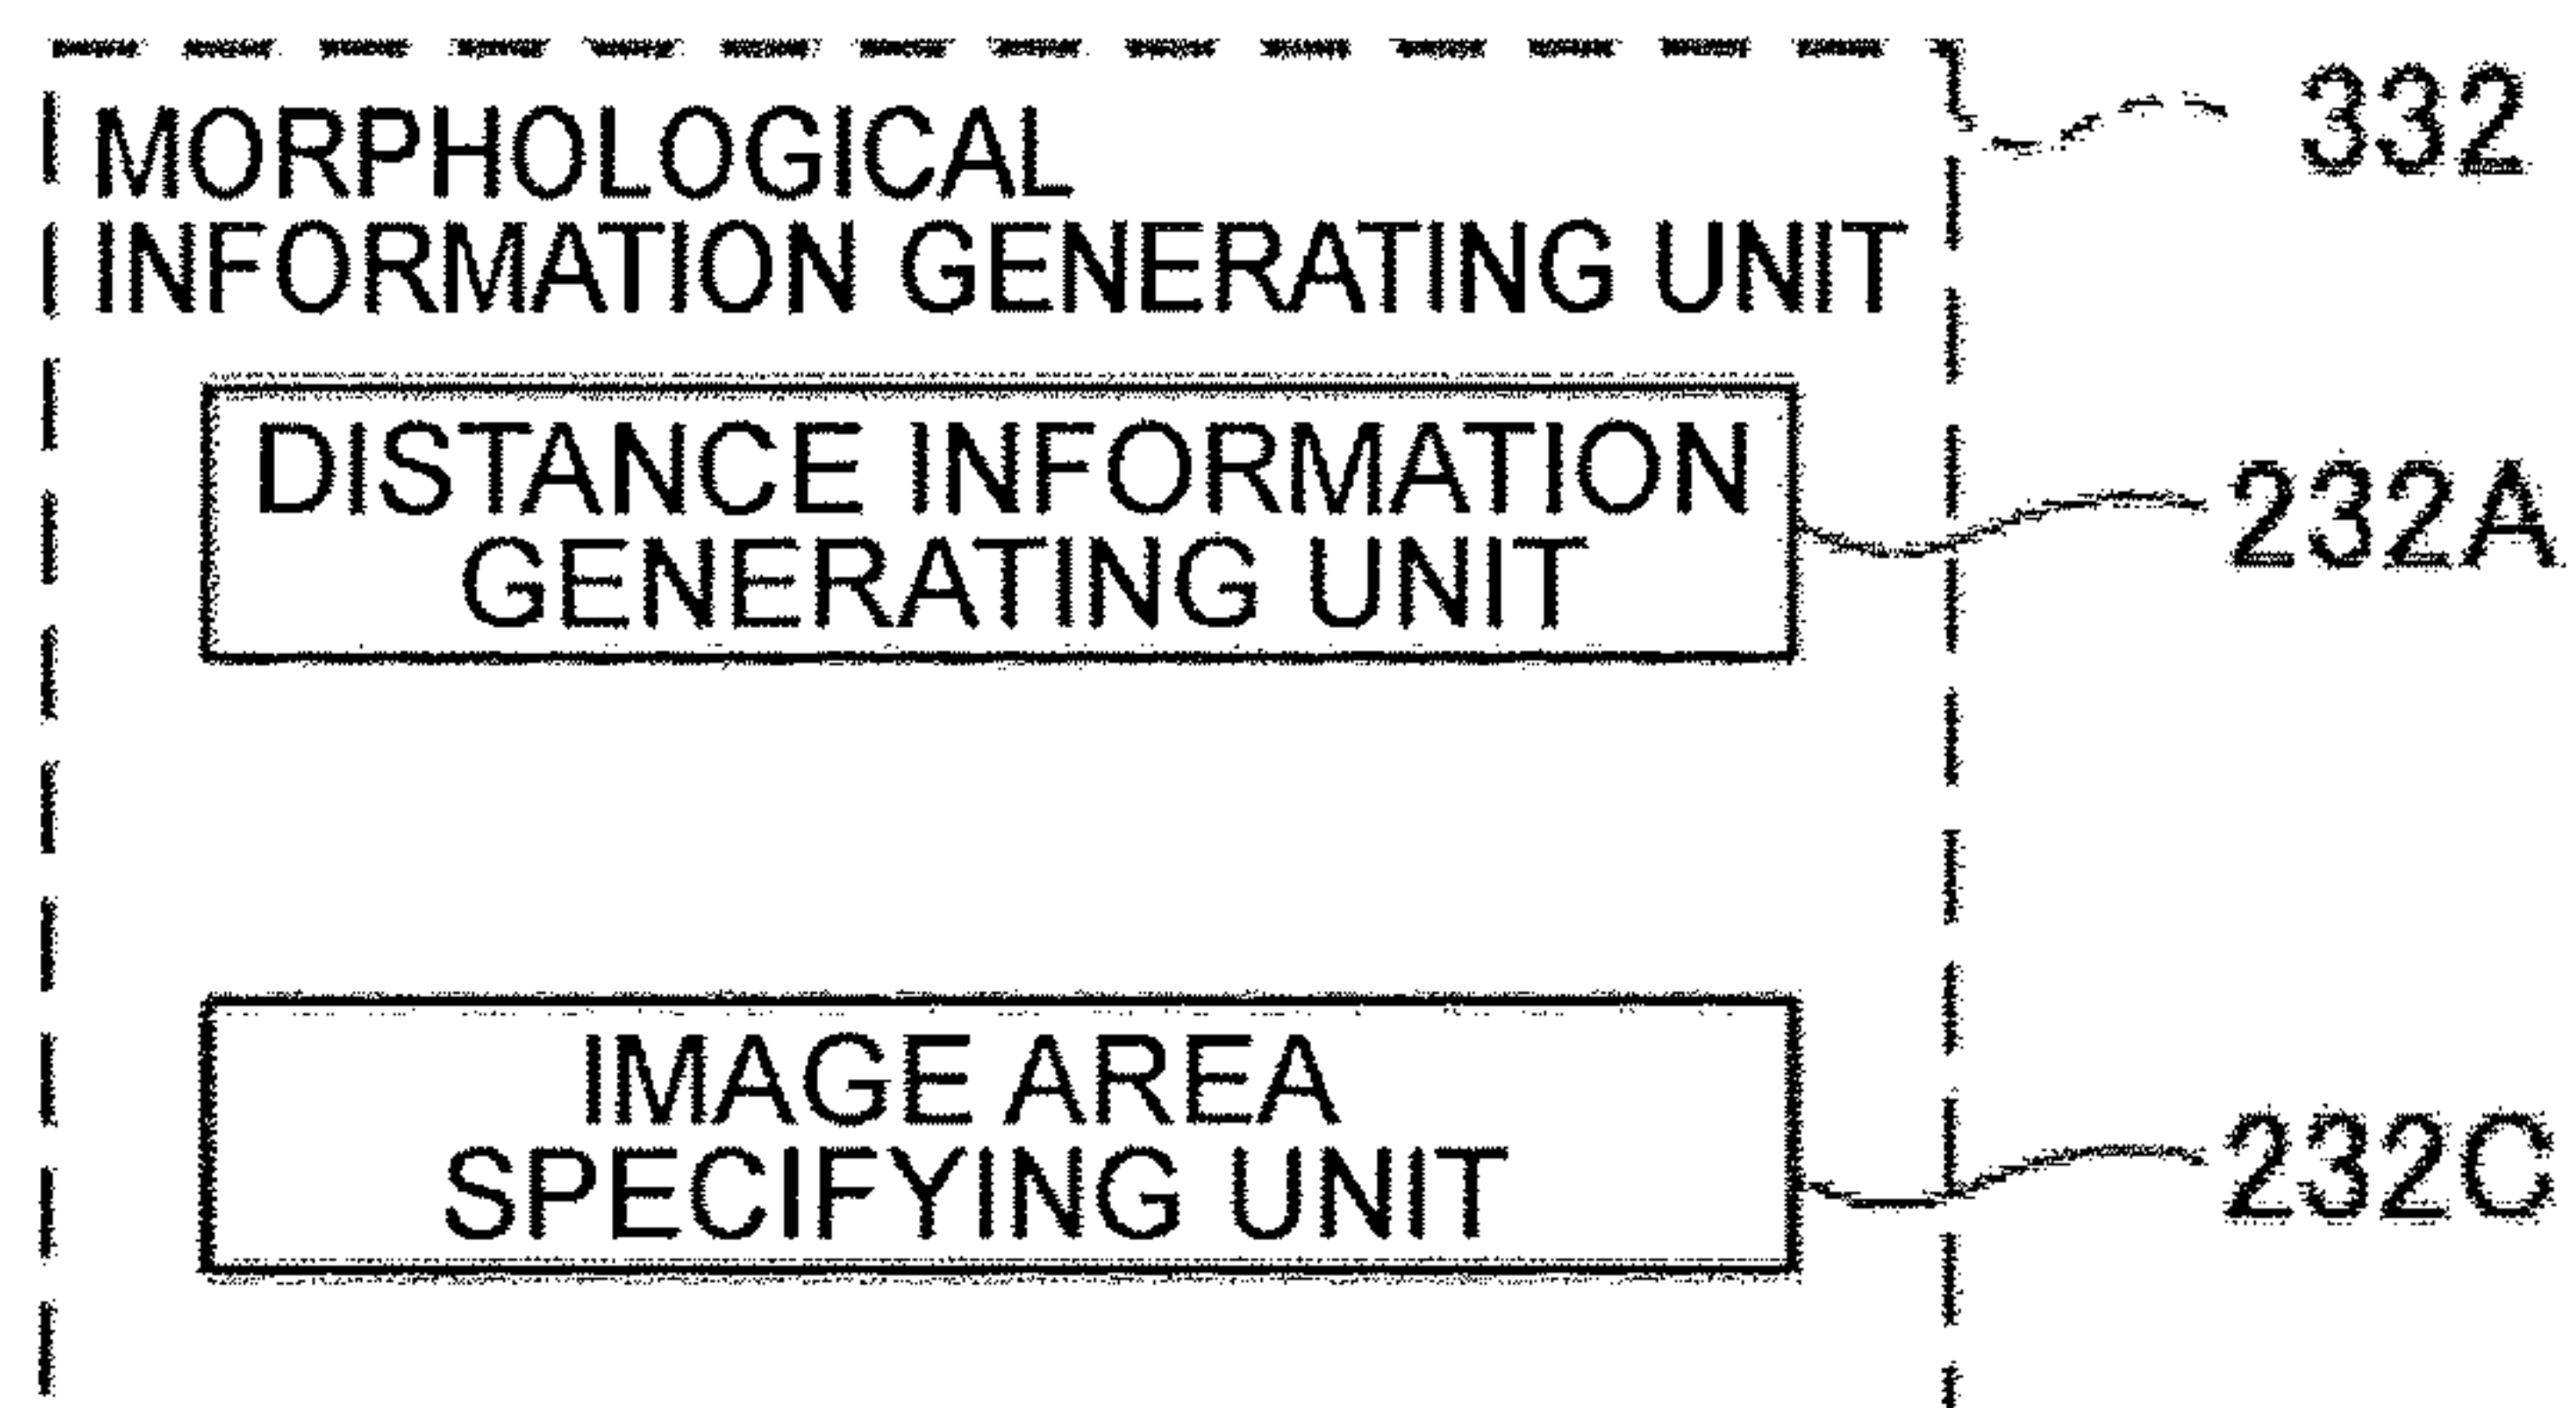 MORPHOLOGICAL
INFORMATION GENERATING UNIT
332
DISTANCE INFORMATION
GENERATING UNIT
232A
IMAGE AREA
SPECIFYING UNIT
232C